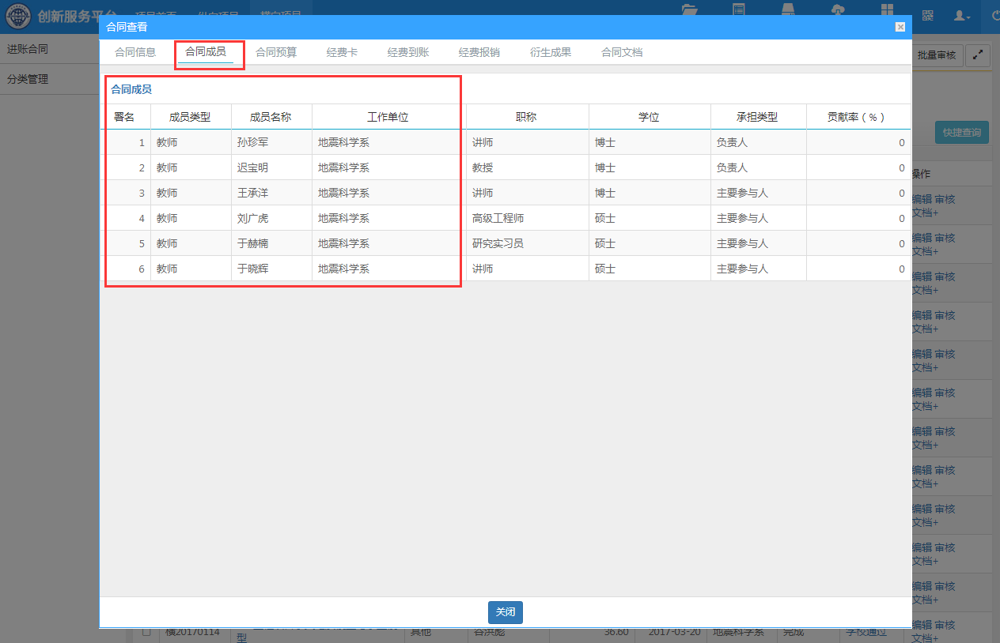 创新服务平台 项目首页 纵向项目 横向项目
合同查看
进账合同
分类管理
合同信息 合同成员 合同预算 经费卡 经费到账 经费报销 衍生成果 合同文档
批量审核
合同成员
署名 成员类型 成员名称 工作单位 职称 学位 承担类型 贡献率（%）
1 教师 孙珍军 地震科学系 讲师 博士 负责人 0
2 教师 迟宝明 地震科学系 教授 博士 负责人 0
3 教师 王承洋 地震科学系 讲师 博士 主要参与人 0
4 教师 刘广虎 地震科学系 高级工程师 硕士 主要参与人 0
5 教师 于赫楠 地震科学系 研究实习员 硕士 主要参与人 0
6 教师 于晓辉 地震科学系 讲师 硕士 主要参与人 0
快捷查询
操作
编辑 审核
文档+
编辑 审核
文档+
编辑 审核
文档+
编辑 审核
文档+
编辑 审核
文档+
编辑 审核
文档+
编辑 审核
文档+
编辑 审核
文档+
编辑 审核
文档+
编辑 审核
文档+
编辑 审核
文档+
编辑 审核
文档+
关闭
横20170114 型 其他 谷洪彪 36.60 2017-03-20 地震科学系 完成 学校通过